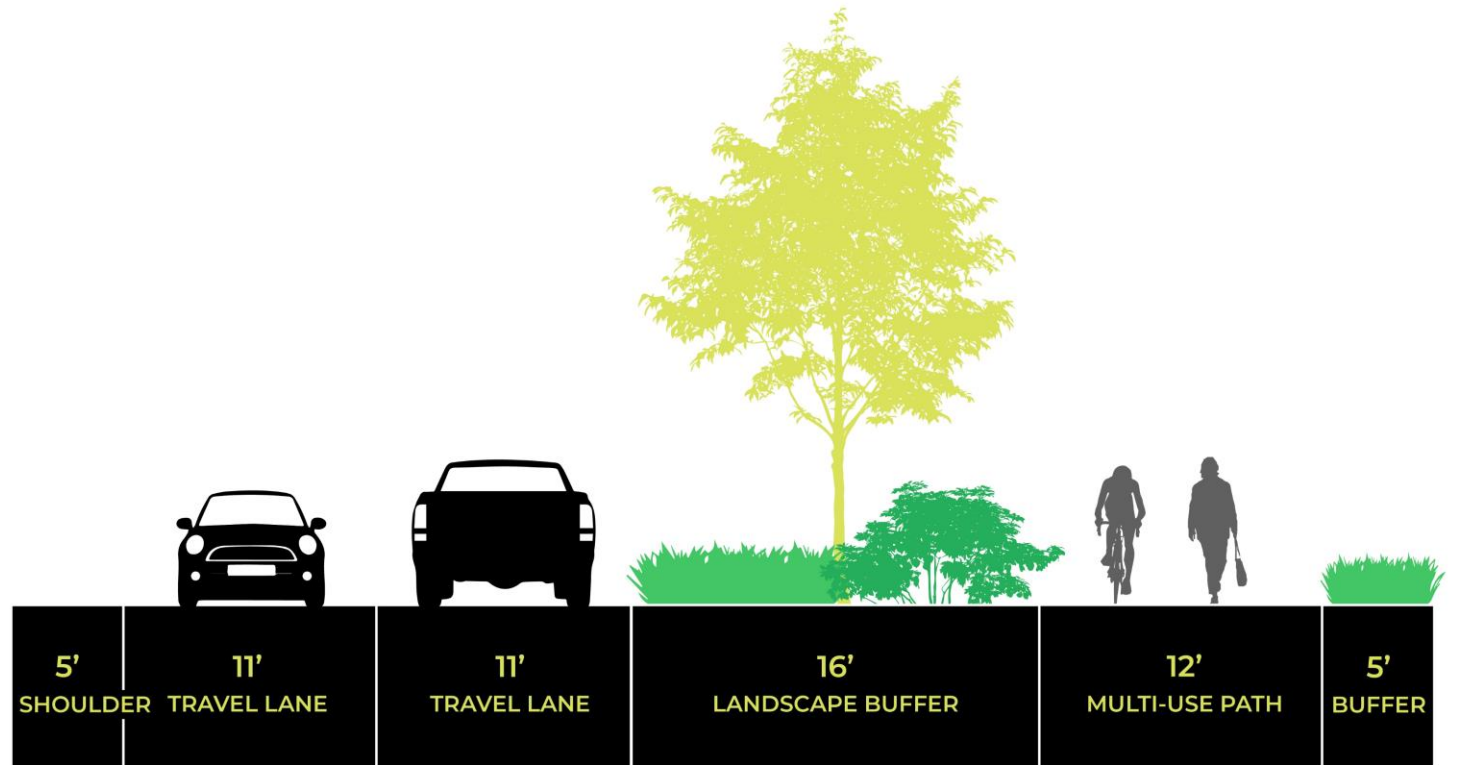 5’
SHOULDER
11’
TRAVEL LANE
11’
TRAVEL LANE
16’
LANDSCAPE BUFFER
12’
MULTI-USE PATH
5’
BUFFER